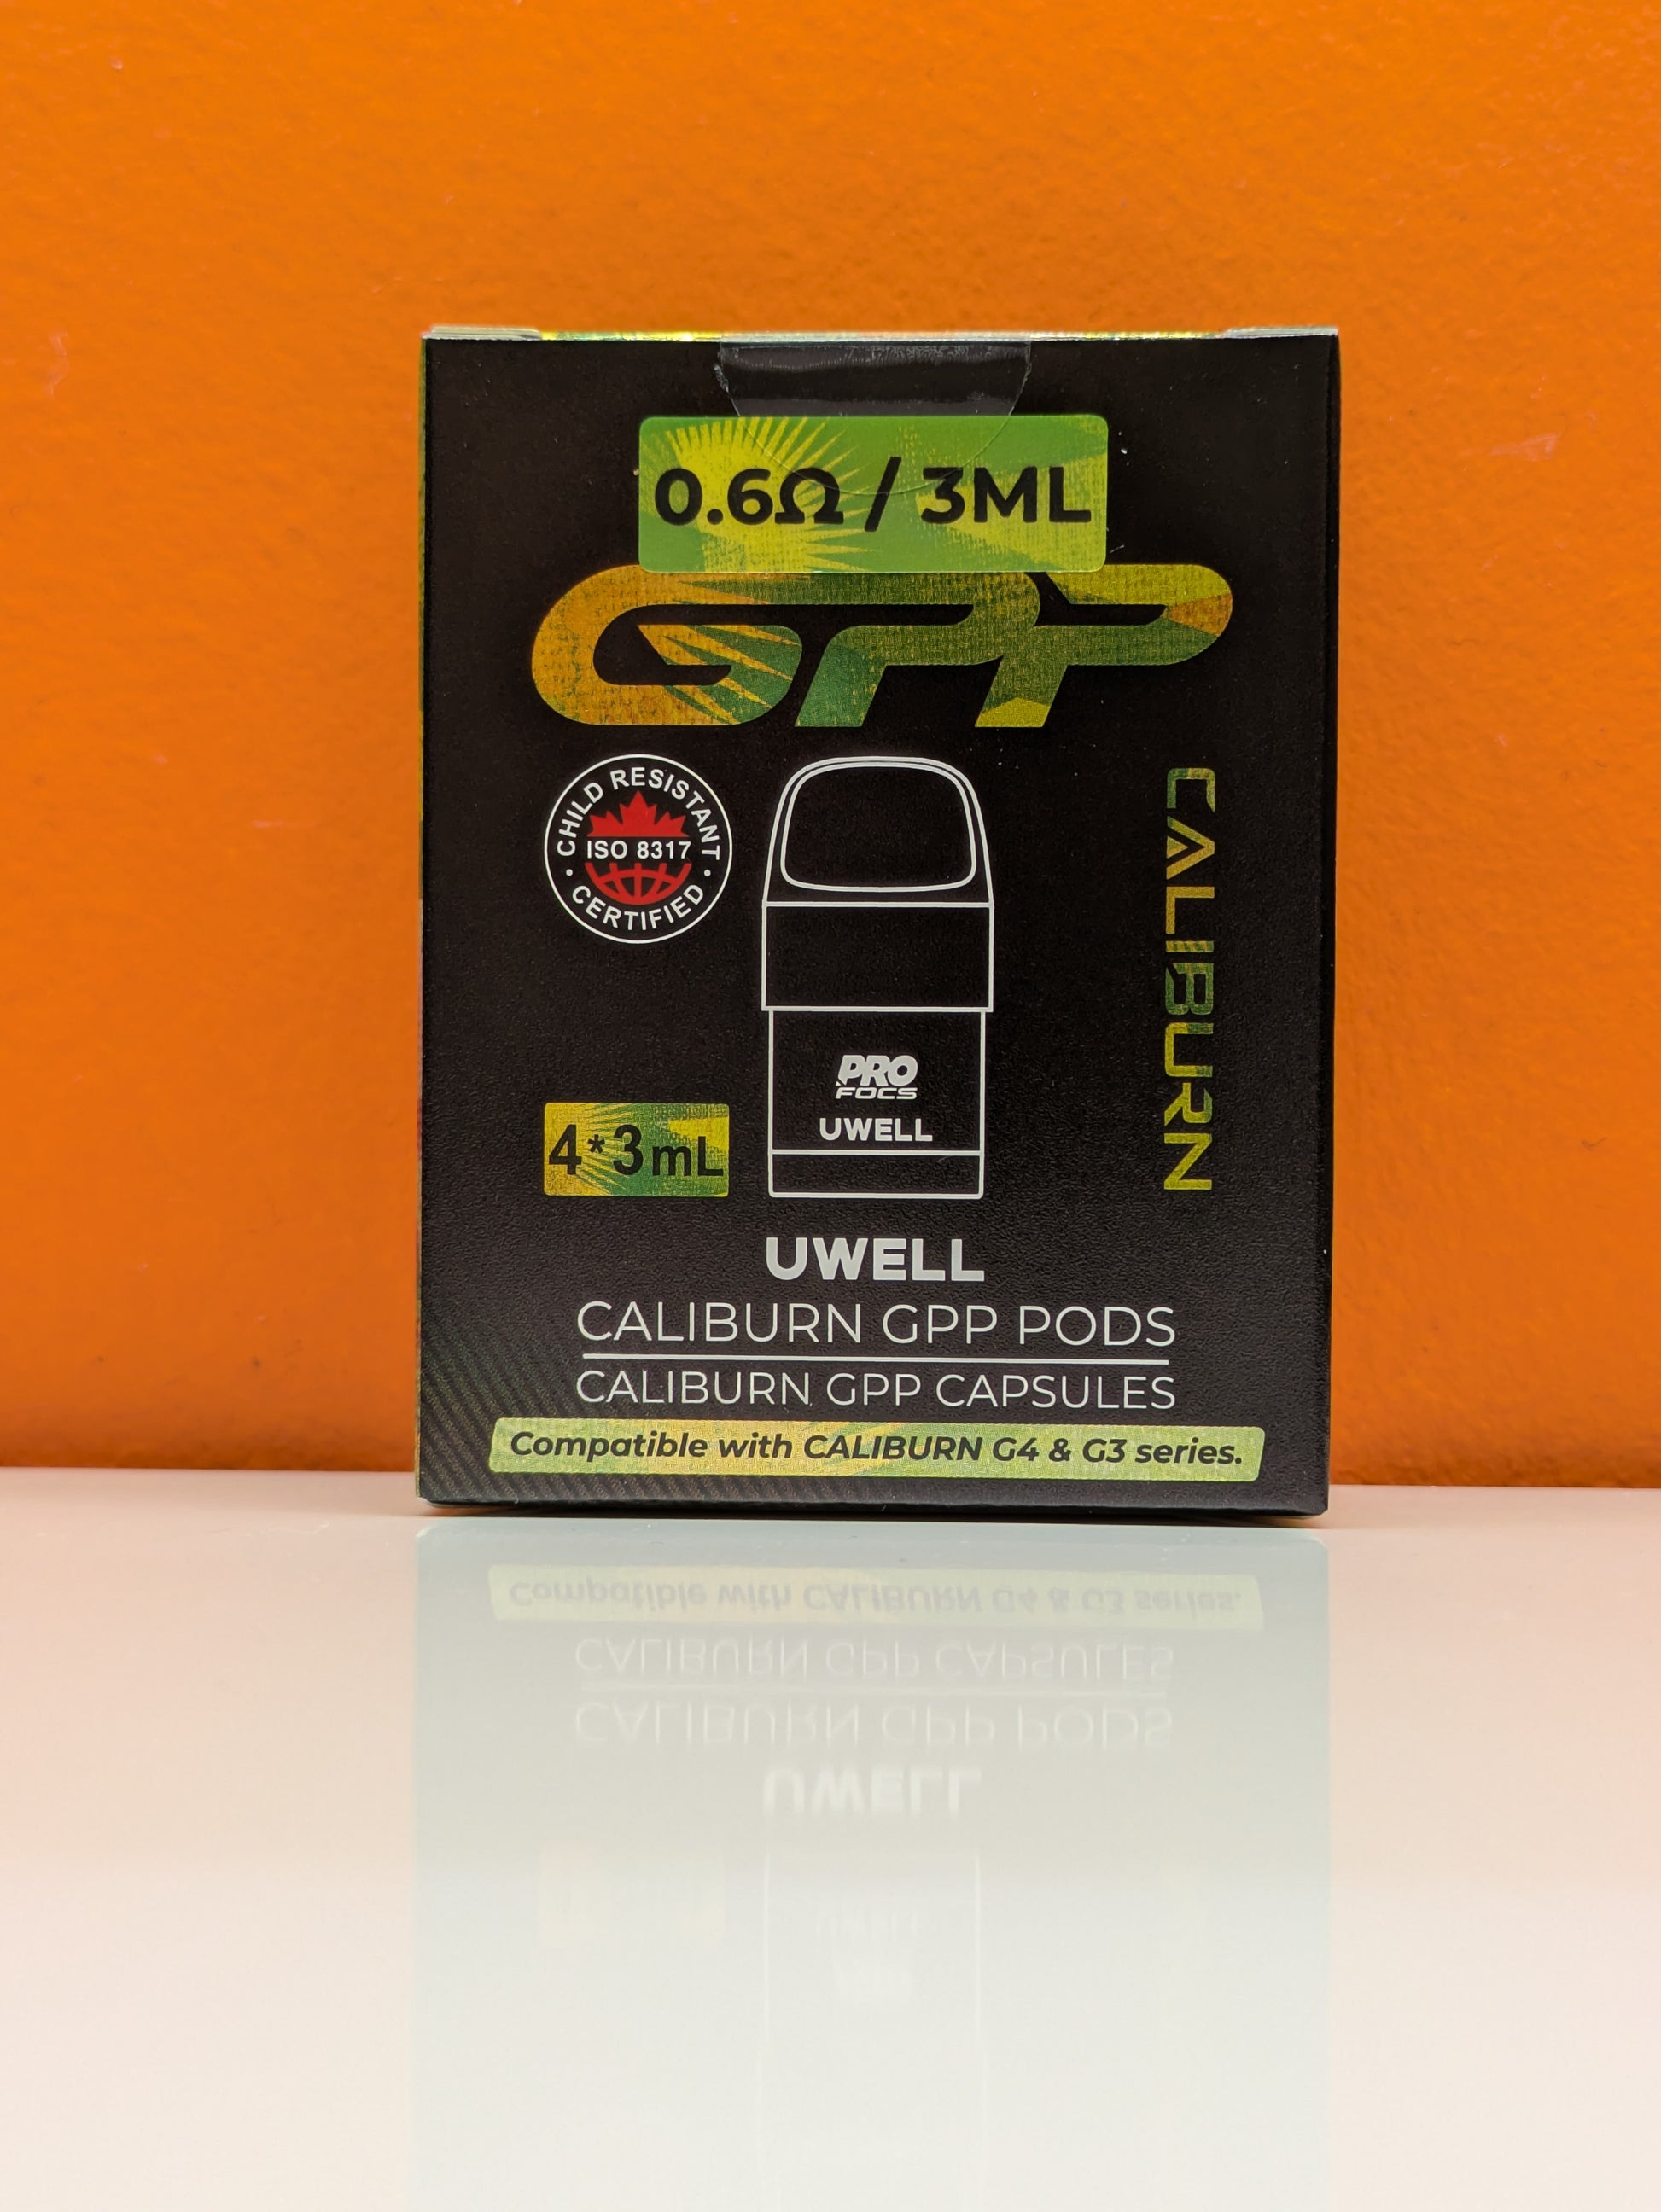 0.6Ω / 3ML
GPP
CHILD RESISTANT
ISO 8317
CERTIFIED
CALIBURN
PRO
FOCS
UWELL
4*3mL
UWELL
CALIBURN GPP PODS
CALIBURN GPP CAPSULES
Compatible with CALIBURN G4 & G3 series.